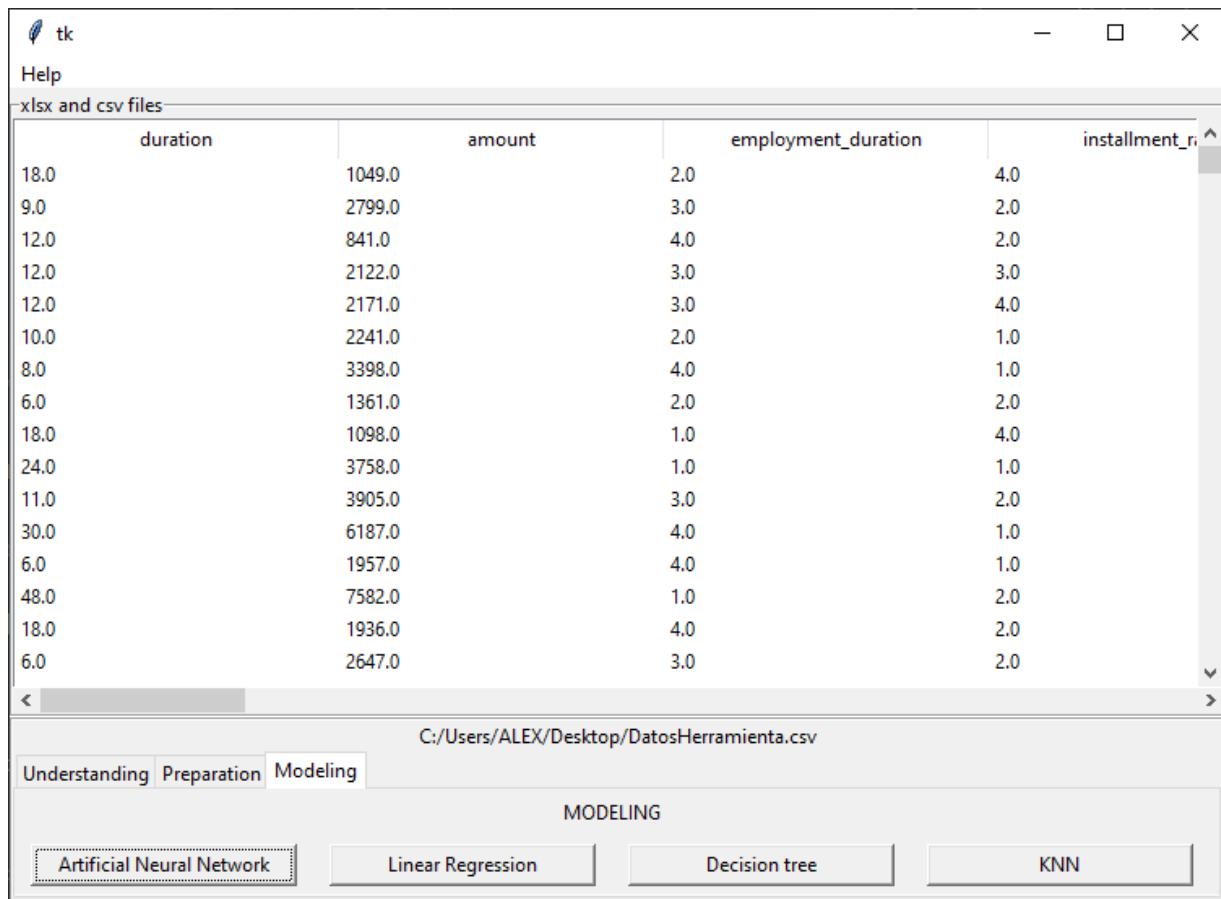 tk
Help
xlsx and csv files
duration amount employment_duration installment_ra
18.0 1049.0 2.0 4.0
9.0 2799.0 3.0 2.0
12.0 841.0 4.0 2.0
12.0 2122.0 3.0 3.0
12.0 2171.0 3.0 4.0
10.0 2241.0 2.0 1.0
8.0 3398.0 4.0 1.0
6.0 1361.0 2.0 2.0
18.0 1098.0 1.0 4.0
24.0 3758.0 1.0 1.0
11.0 3905.0 3.0 2.0
30.0 6187.0 4.0 1.0
6.0 1957.0 4.0 1.0
48.0 7582.0 1.0 2.0
18.0 1936.0 4.0 2.0
6.0 2647.0 3.0 2.0
C:/Users/ALEX/Desktop/DatosHerramienta.csv
Understanding Preparation Modeling
MODELING
Artificial Neural Network Linear Regression Decision tree KNN